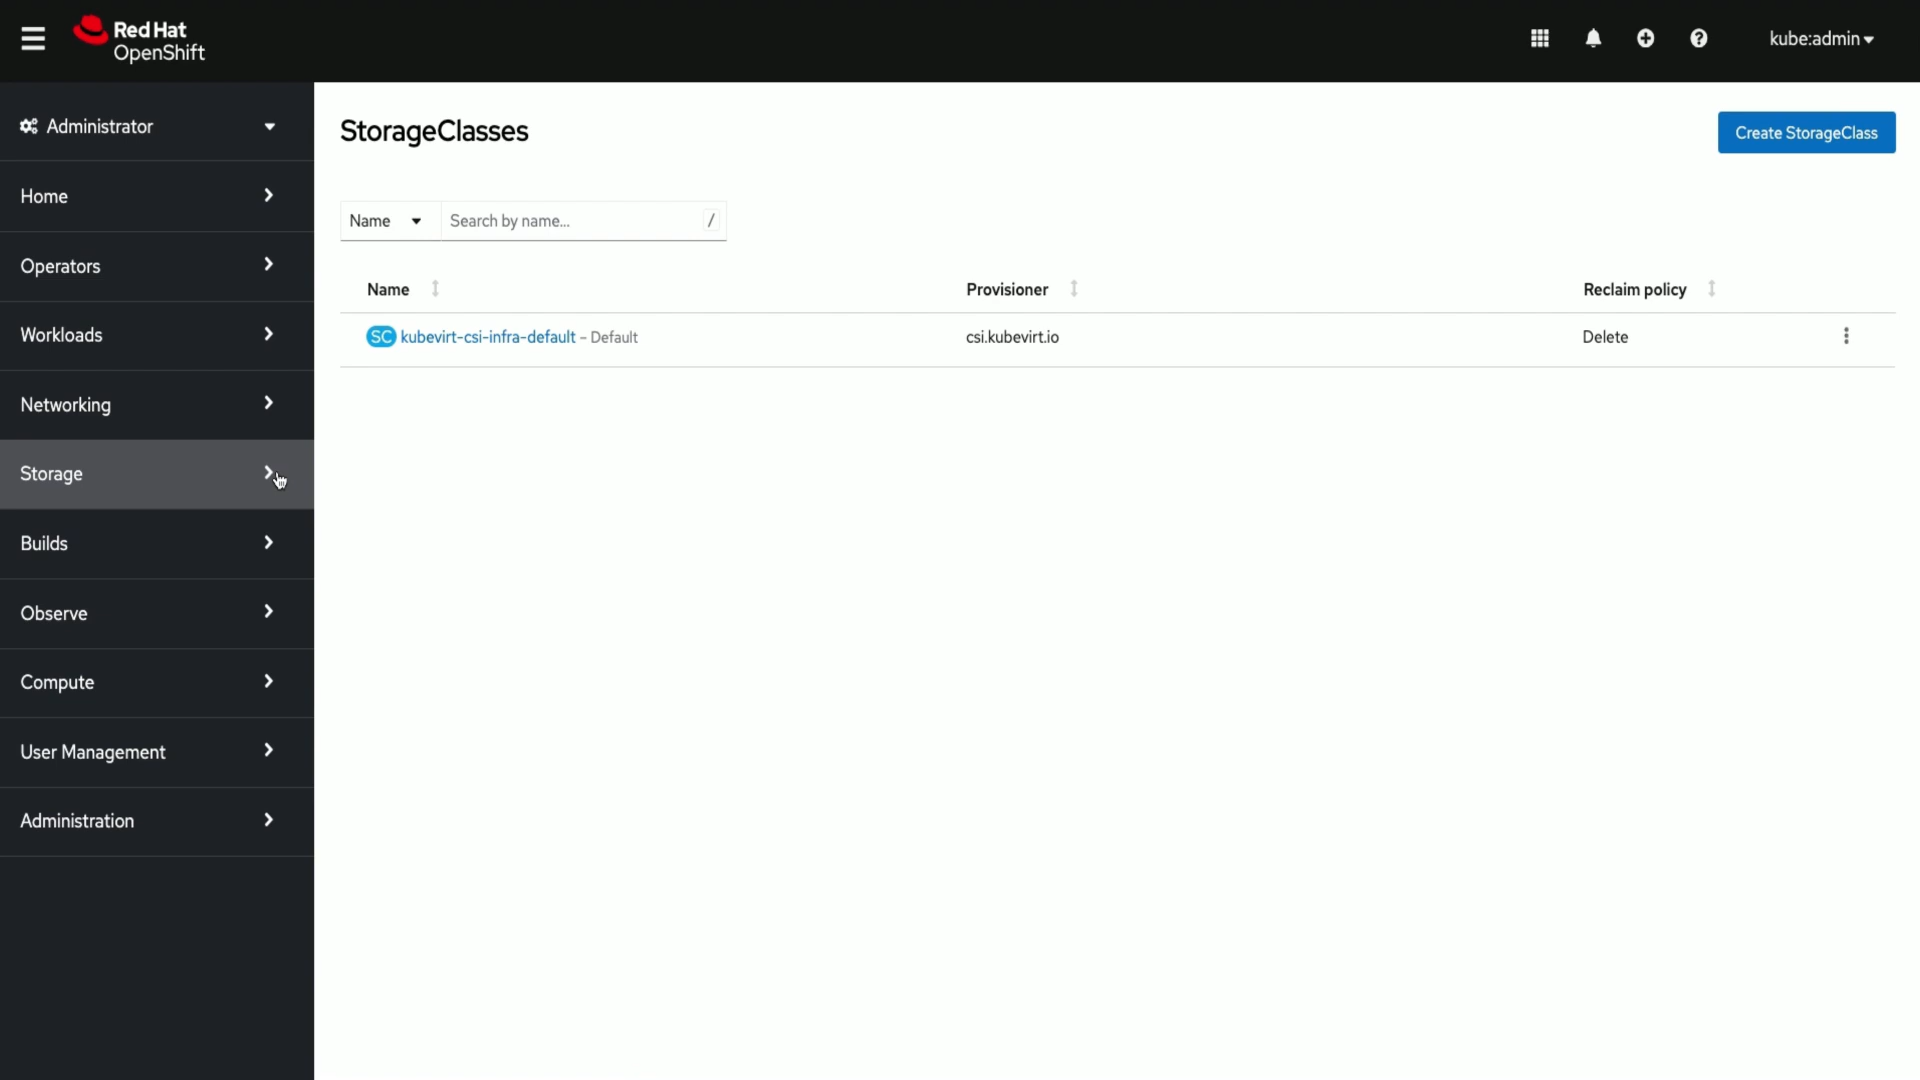 Red Hat
OpenShift
kube:admin
Administrator
Home
Operators
Workloads
Networking
Storage
Builds
Observe
Compute
User Management
Administration
StorageClasses
Create StorageClass
Name
Search by name...
/
Name Provisioner Reclaim policy
SC kubevirt-csi-infra-default – Default csi.kubevirt.io Delete